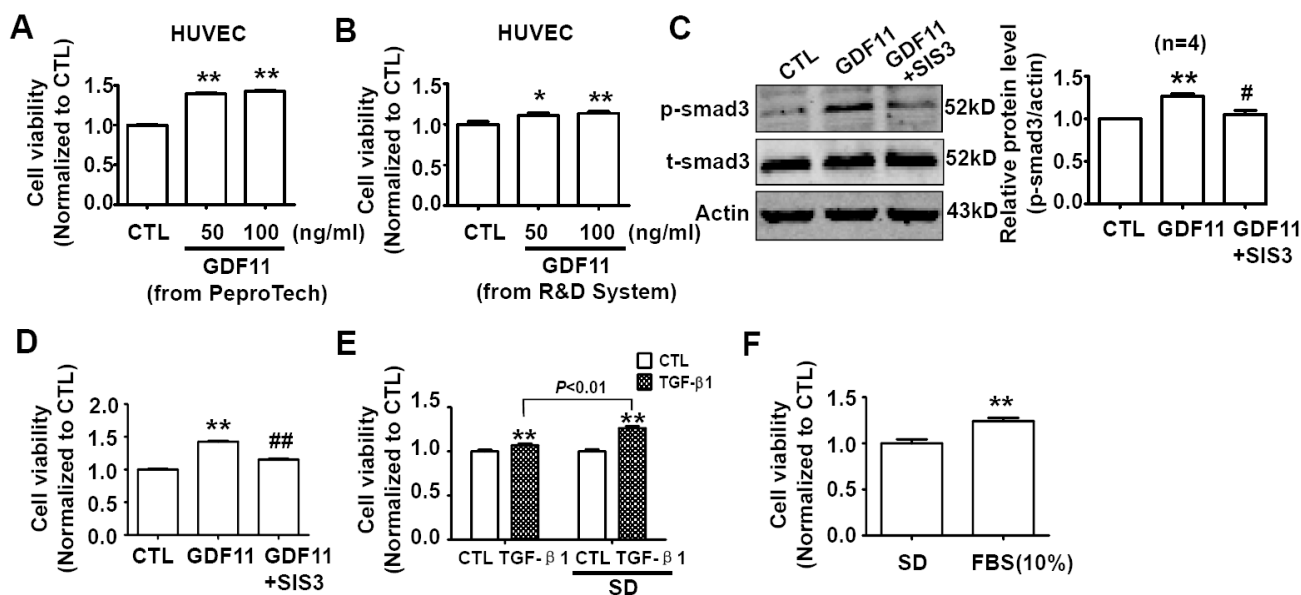 A
HUVEC
Cell viability
(Normalized to CTL)
1.5
1.0
0.5
0.0
CTL
50
100
(ng/ml)
GDF11
(from PeproTech)
B
HUVEC
Cell viability
(Normalized to CTL)
1.5
1.0
0.5
0.0
**
**
*
**
CTL
50
100
(ng/ml)
GDF11
(from R&D System)
C
CTL
GDF11
GDF11
+SIS3
p-smad3
52kD
t-smad3
52kD
Actin
43kD
(n=4)
Relative protein level
(p-smad3/actin)
1.5
1.0
0.5
0.0
**
#
CTL
GDF11
GDF11
+SIS3
D
Cell viability
(Normalized to CTL)
2.0
1.5
1.0
0.5
0.0
**
##
CTL
GDF11
GDF11
+SIS3
E
CTL
TGF-β1
P<0.01
Cell viability
(Normalized to CTL)
1.5
1.0
0.5
0.0
**
**
CTL TGF-β1
CTL TGF-β1
SD
F
Cell viability
(Normalized to CTL)
1.5
1.0
0.5
0.0
**
SD
FBS(10%)